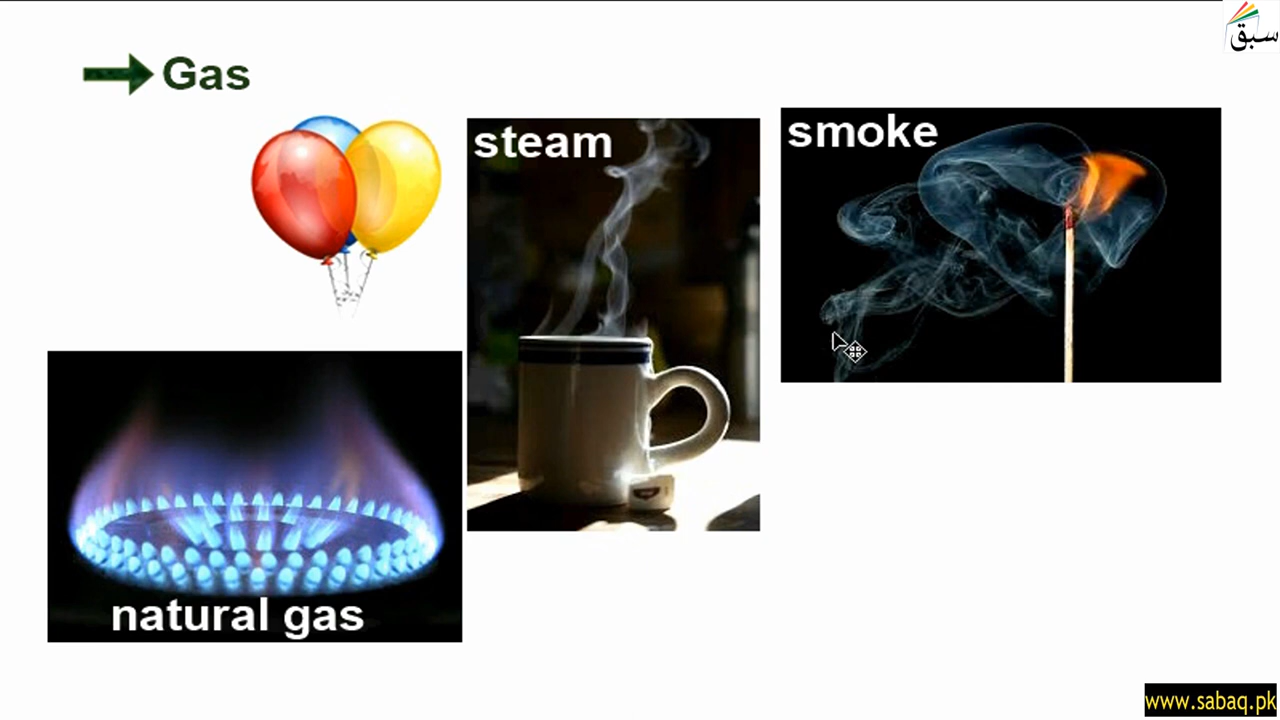 سبق
Gas
steam
smoke
natural gas
www.sabaq.pk